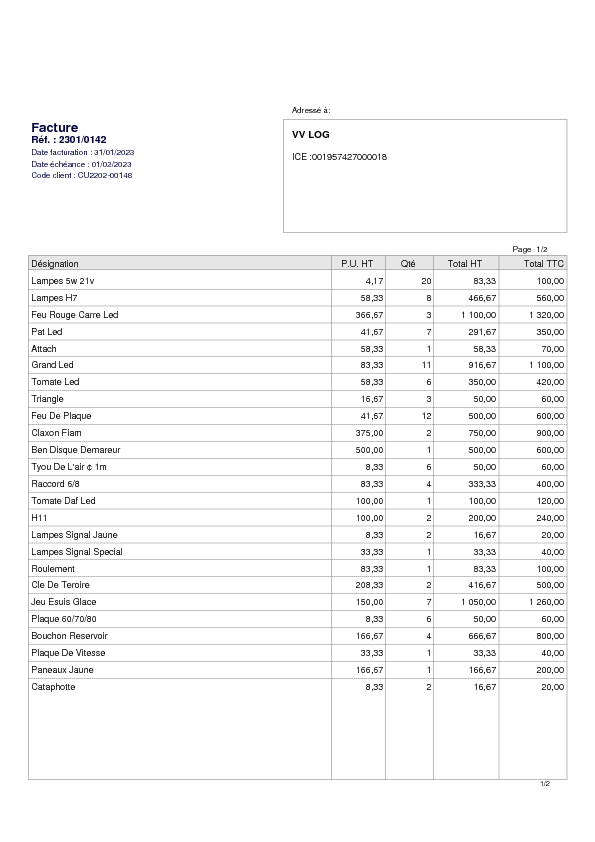 Adressé à:
Facture
Réf. : 2301/0142
Date facturation : 31/01/2023
Date échéance : 01/02/2023
Code client : CU2202-00148
VV LOG
ICE :001957427000018
Page 1/2
Désignation P.U. HT Qté Total HT Total TTC
Lampes 5w 21v 4,17 20 83,33 100,00
Lampes H7 58,33 8 466,67 560,00
Feu Rouge Carre Led 366,67 3 1 100,00 1 320,00
Pat Led 41,67 7 291,67 350,00
Attach 58,33 1 58,33 70,00
Grand Led 83,33 11 916,67 1 100,00
Tomate Led 58,33 6 350,00 420,00
Triangle 16,67 3 50,00 60,00
Feu De Plaque 41,67 12 500,00 600,00
Claxon Fiam 375,00 2 750,00 900,00
Ben Disque Demareur 500,00 1 500,00 600,00
Tyou De L'air ¢ 1m 8,33 6 50,00 60,00
Raccord 6/8 83,33 4 333,33 400,00
Tomate Daf Led 100,00 1 100,00 120,00
H11 100,00 2 200,00 240,00
Lampes Signal Jaune 8,33 2 16,67 20,00
Lampes Signal Special 33,33 1 33,33 40,00
Roulement 83,33 1 83,33 100,00
Cle De Teroire 208,33 2 416,67 500,00
Jeu Esuis Glace 150,00 7 1 050,00 1 260,00
Plaque 60/70/80 8,33 6 50,00 60,00
Bouchon Reservoir 166,67 4 666,67 800,00
Plaque De Vitesse 33,33 1 33,33 40,00
Paneaux Jaune 166,67 1 166,67 200,00
Cataphotte 8,33 2 16,67 20,00
1/2